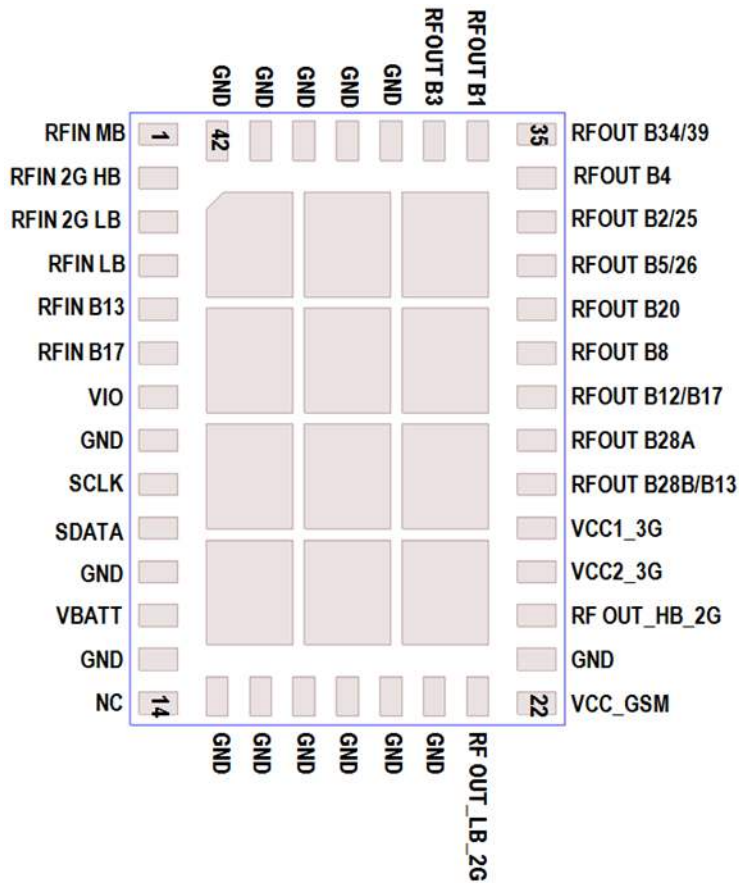 GND
GND
GND
GND
GND
RFOUT B3
RFOUT B1
RFIN MB
1
42
35
RFOUT B34/39
RFIN 2G HB
RFOUT B4
RFIN 2G LB
RFOUT B2/25
RFIN LB
RFOUT B5/26
RFIN B13
RFOUT B20
RFIN B17
RFOUT B8
VIO
RFOUT B12/B17
GND
RFOUT B28A
SCLK
RFOUT B28B/B13
SDATA
VCC1_3G
GND
VCC2_3G
VBATT
RF OUT_HB_2G
GND
GND
NC
14
22
VCC_GSM
GND
GND
GND
GND
GND
GND
RF OUT_LB_2G